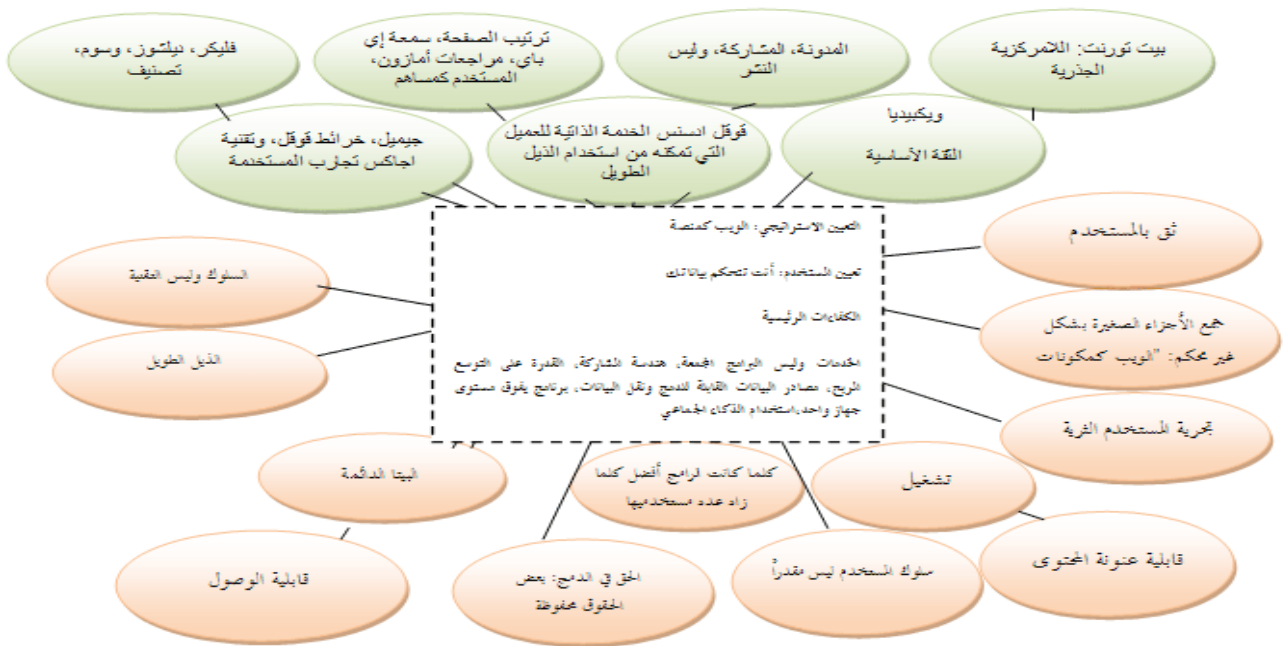 بيت تورنت: اللامركزية
الجذرية
المدونة، المشاركة، وليس
النشر
ترتيب الصفحة، سمعة إي
باي، مراجعات أمازون،
المستخدم كمساهم
فليكر، ديلشوز، وسوم،
تصنيف
ويكبيديا
الثقة الأساسية
قوقل ادسنس الخدمة الذاتية للعميل
التي تمكنه من استخدام الذيل
الطويل
جيميل، خرائط قوقل، وتقنية
اجاكس تجارب المستخدمة
التعيين الاستراتيجي: الويب كمنصة
تعيين المستخدم: أنت تتحكم بياناتك
الكفاءات الرئيسية
الخدمات وليس البرامج المجمعة، هندسة المشاركة، القدرة على التوسع
المربح، مصادر البيانات القابلة للدمج ونقل البيانات، برنامج يفوق مستوى
جهاز واحد،استخدام الذكاء الجماعي
ثق بالمستخدم
جمع الأجزاء الصغيرة بشكل
غير محكم: "الويب كمكونات
تجربة المستخدم الثرية
السلوك وليس التقنية
الذيل الطويل
تشغيل
كلما كانت لبرامج أفضل كلما
زاد عدد مستخدميها
البيتا الدائمة
قابلية عنونة المحتوى
سلوك المستخدم ليس مقدراً
الحق في الدمج: بعض
الحقوق محفوظة
قابلية الوصول